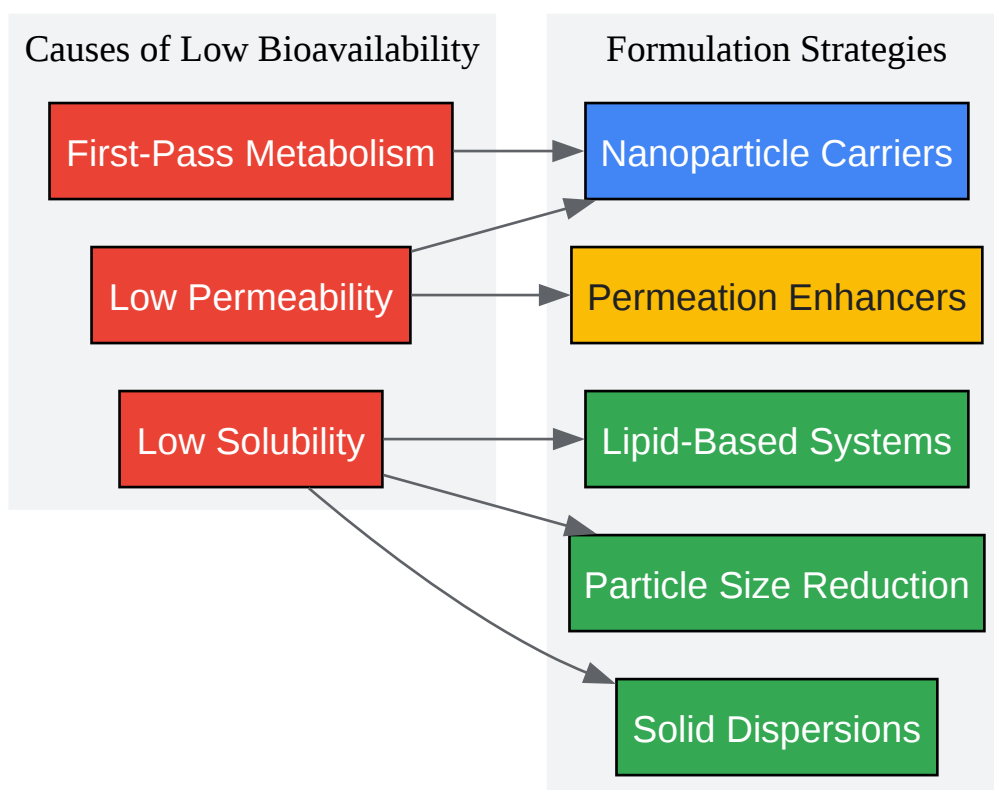 Causes of Low Bioavailability
First-Pass Metabolism
Low Permeability
Low Solubility
Formulation Strategies
Nanoparticle Carriers
Permeation Enhancers
Lipid-Based Systems
Particle Size Reduction
Solid Dispersions